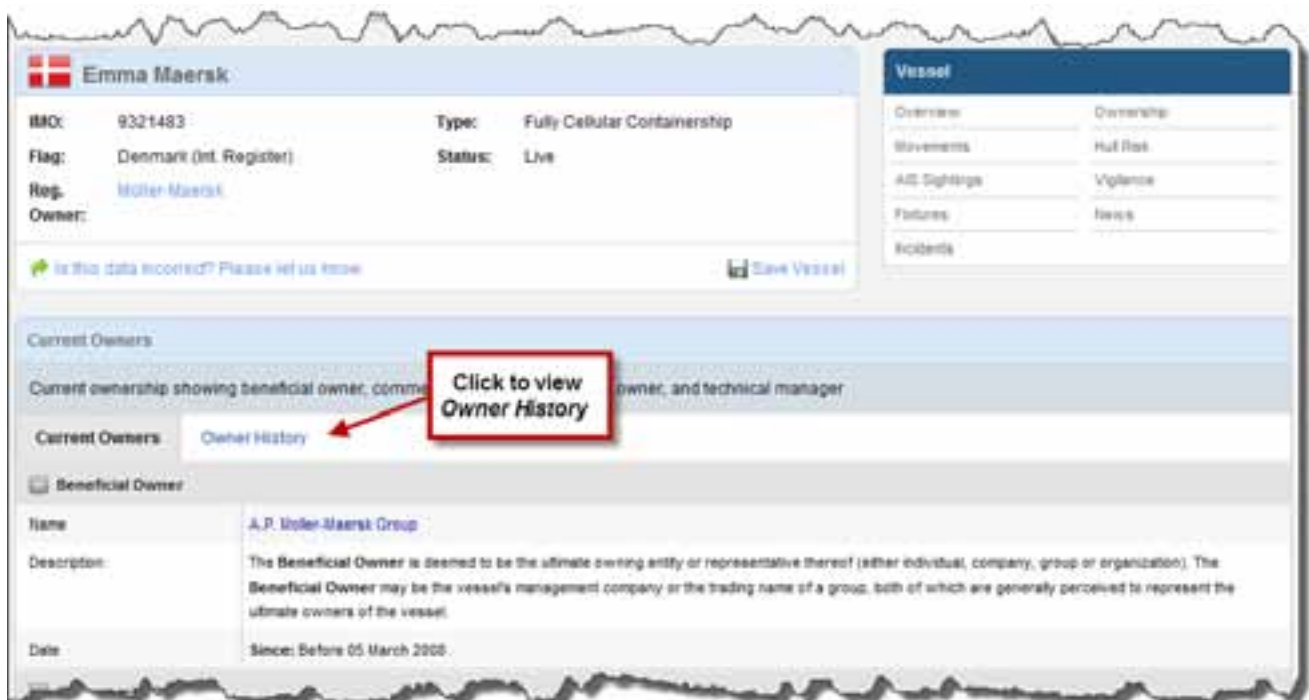 Emma Maersk
IMO: 9321483 Type: Fully Cellular Containership
Flag: Denmark (Int. Register) Status: Live
Reg. Owner: Moller-Maersk
Is this data incorrect? Please let us know
Save Vessel
Vessel
Overview Ownership
Movements Hull Risk
AIS Sightings Vigilance
Fixtures News
Incidents
Current Owners
Current ownership showing beneficial owner, comme
owner, and technical manager
Click to view
Owner History
Current Owners Owner History
Beneficial Owner
Name A.P. Moller-Maersk Group
Description The Beneficial Owner is deemed to be the ultimate owning entity or representative thereof (either individual, company, group or organization). The
Beneficial Owner may be the vessel's management company or the trading name of a group, both of which are generally perceived to represent the
ultimate owners of the vessel.
Date Since: Before 05 March 2008